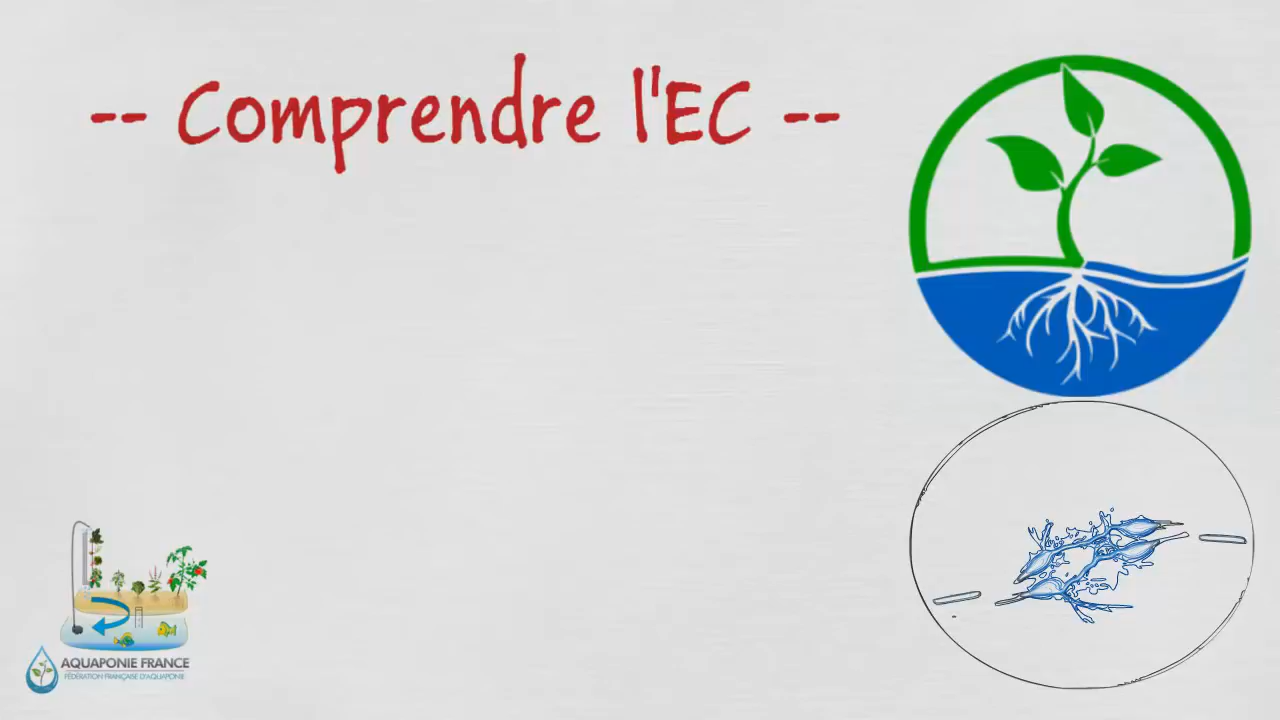 -- Comprendre l'EC --
AQUAPONIE FRANCE
FÉDÉRATION FRANÇAISE D'AQUAPONIE